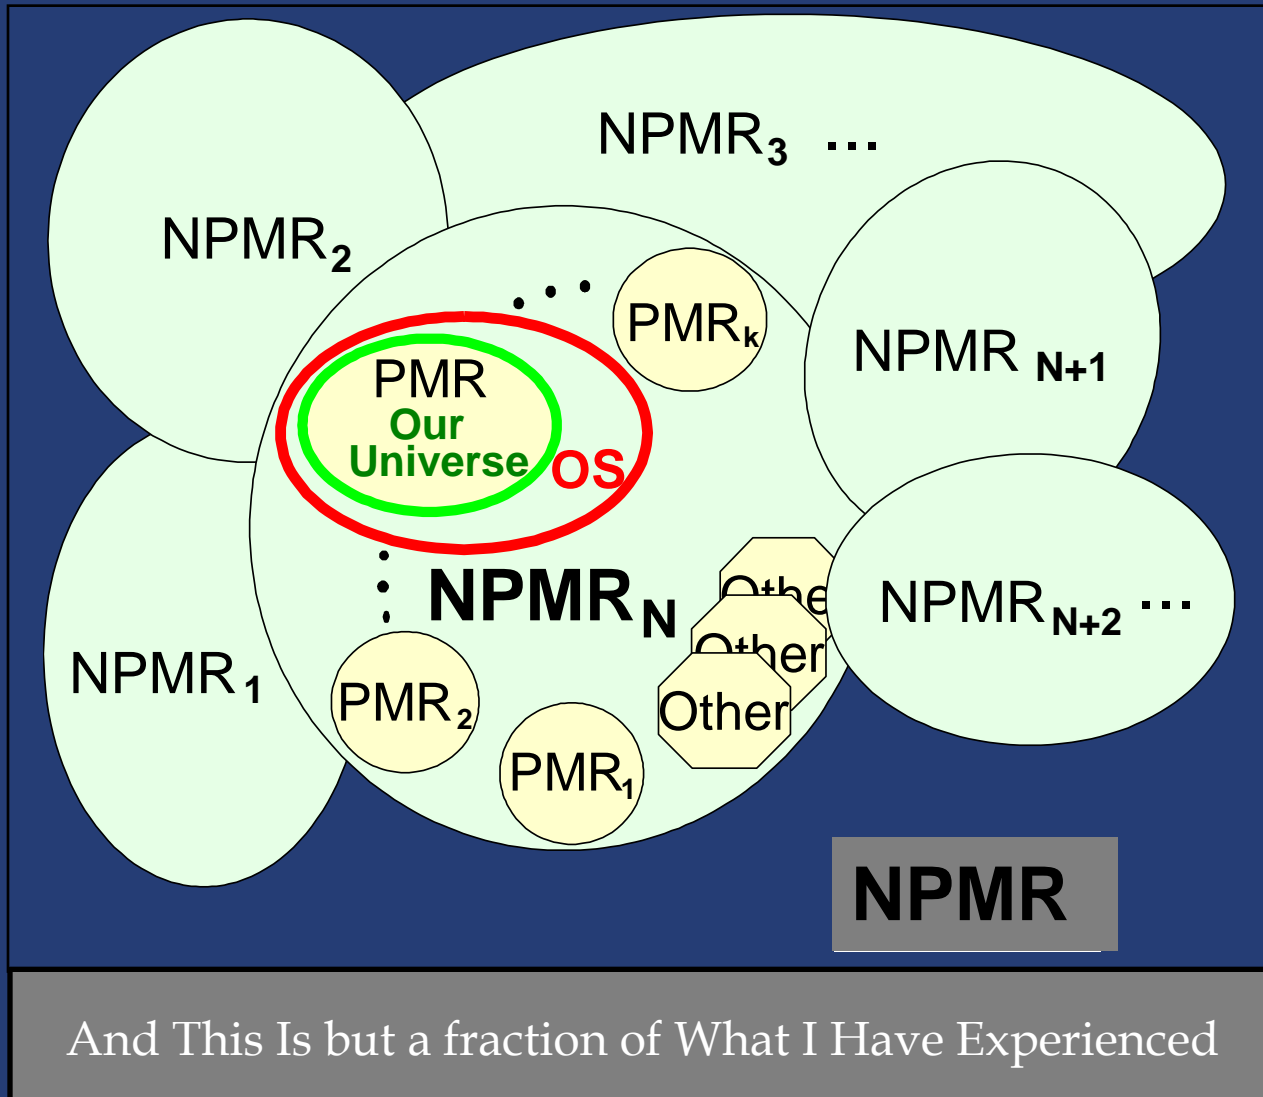 NPMR3 ...
NPMR2
PMRk
NPMR N+1
PMR
Our
Universe
OS
NPMRN
Other
Other
Other
NPMRN+2 ...
NPMR1
PMR2
PMR1
NPMR
And This Is but a fraction of What I Have Experienced